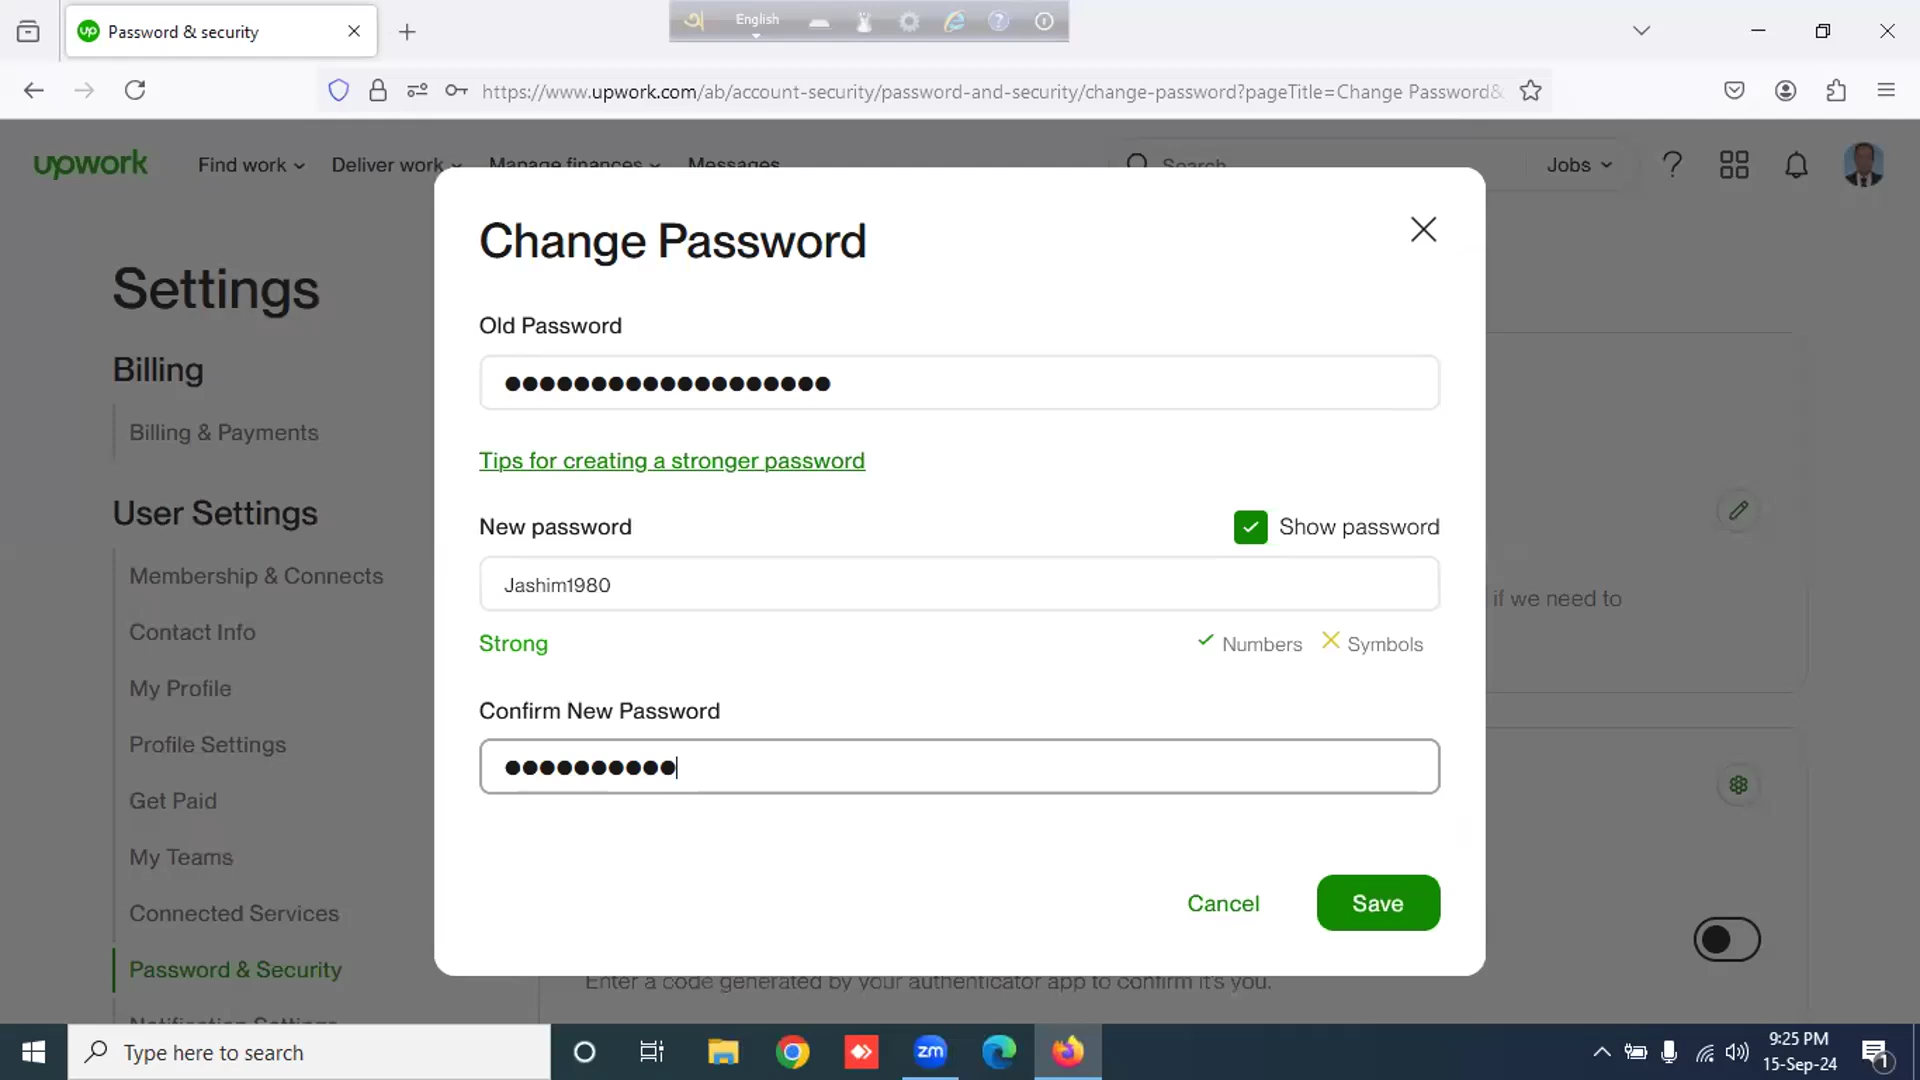 Password & security
English
https://www.upwork.com/ab/account-security/password-and-security/change-password?pageTitle=Change Password&
upwork
Find work
Deliver work
Manage finances
Messages
Search
Jobs
Change Password
Settings
Old Password
Billing
●●●●●●●●●●●●●●●●●●●
Billing & Payments
Tips for creating a stronger password
User Settings
New password
Show password
Membership & Connects
Jashim1980
if we need to
Contact Info
Strong
Numbers
Symbols
My Profile
Confirm New Password
Profile Settings
●●●●●●●●●●
Get Paid
My Teams
Connected Services
Cancel
Save
Password & Security
Enter a code generated by your authenticator app to confirm it's you.
Notification Settings
Type here to search
zm
9:25 PM
15-Sep-24
1